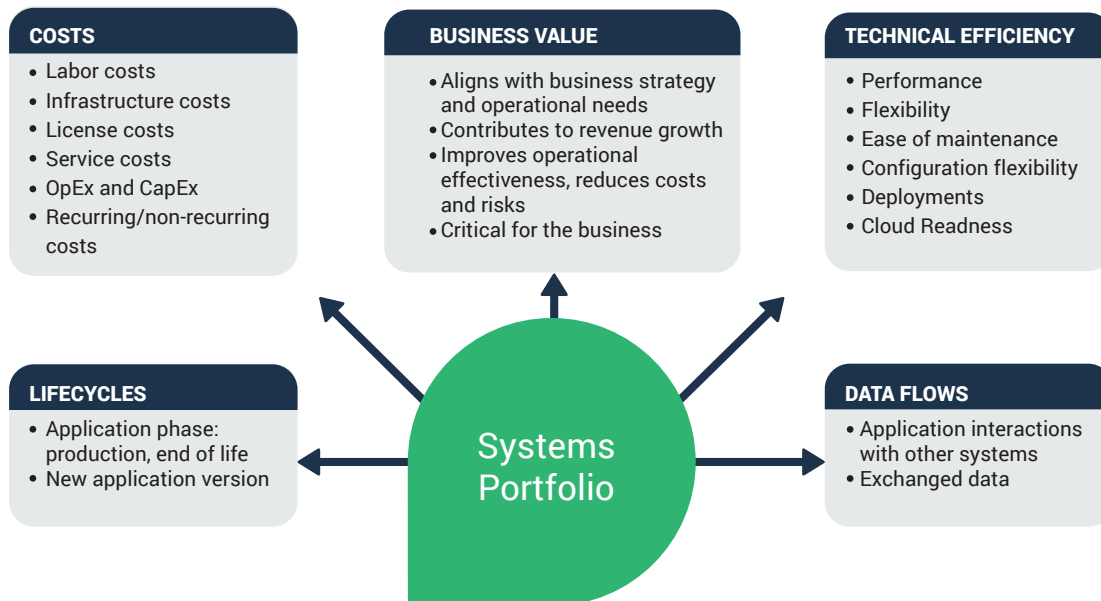 COSTS
• Labor costs
• Infrastructure costs
• License costs
• Service costs
• OpEx and CapEx
• Recurring/non-recurring
costs
BUSINESS VALUE
• Aligns with business strategy
and operational needs
• Contributes to revenue growth
• Improves operational
effectiveness, reduces costs
and risks
• Critical for the business
TECHNICAL EFFICIENCY
• Performance
• Flexibility
• Ease of maintenance
• Configuration flexibility
• Deployments
• Cloud Readness
LIFECYCLES
• Application phase:
production, end of life
• New application version
Systems
Portfolio
DATA FLOWS
• Application interactions
with other systems
• Exchanged data